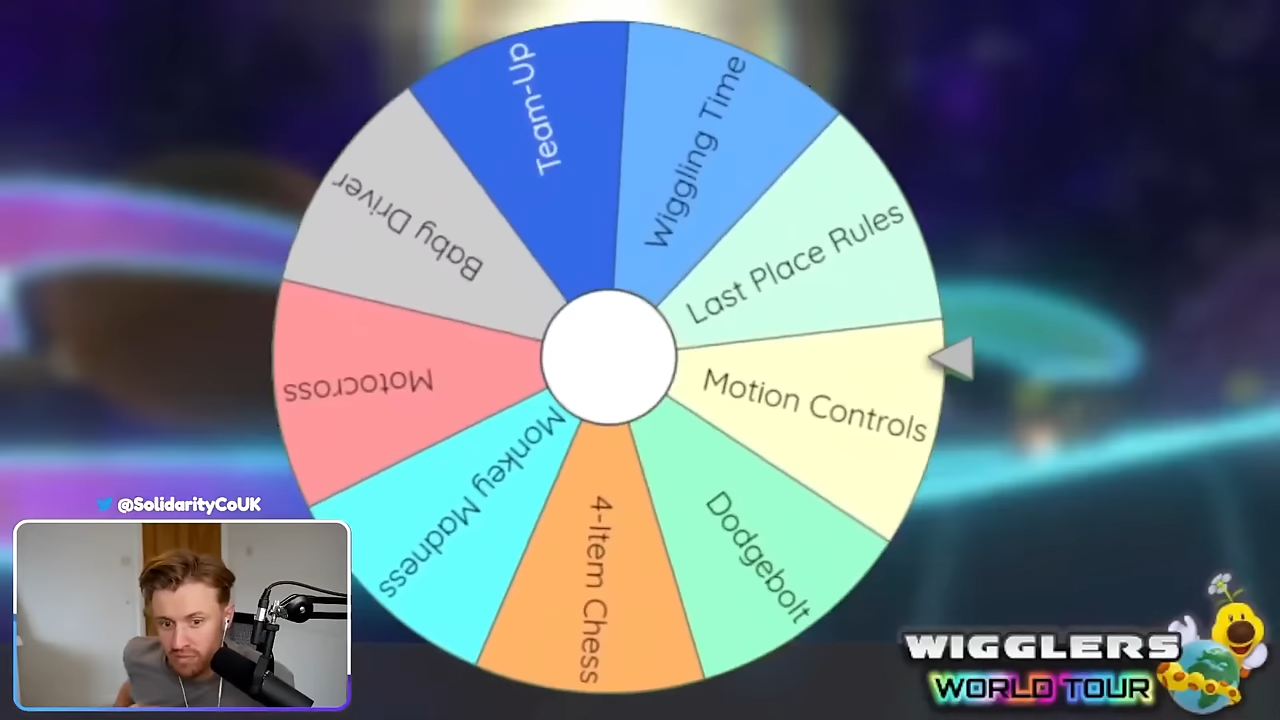 Team-Up
Wiggling Time
Last Place Rules
Motion Controls
Dodgebolt
4-Item Chess
Monkey Madness
Motocross
Baby Driver
@SolidarityCoUK
WIGGLERS
WORLD TOUR